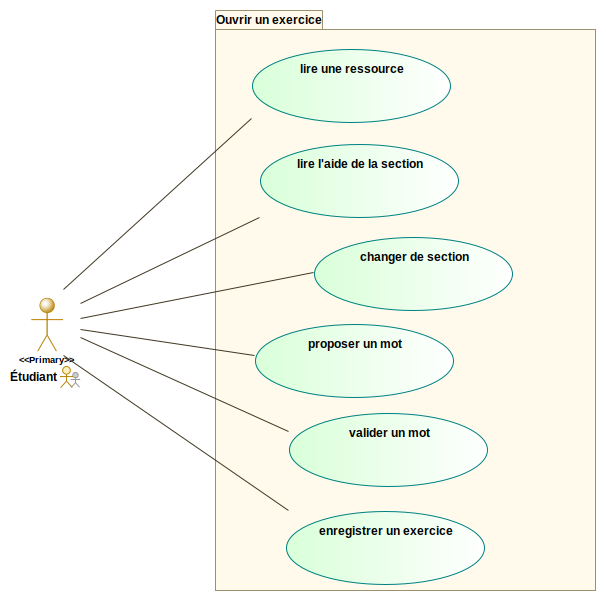 Ouvrir un exercice
lire une ressource
lire l'aide de la section
changer de section
proposer un mot
valider un mot
enregistrer un exercice
<<Primary>>
Étudiant